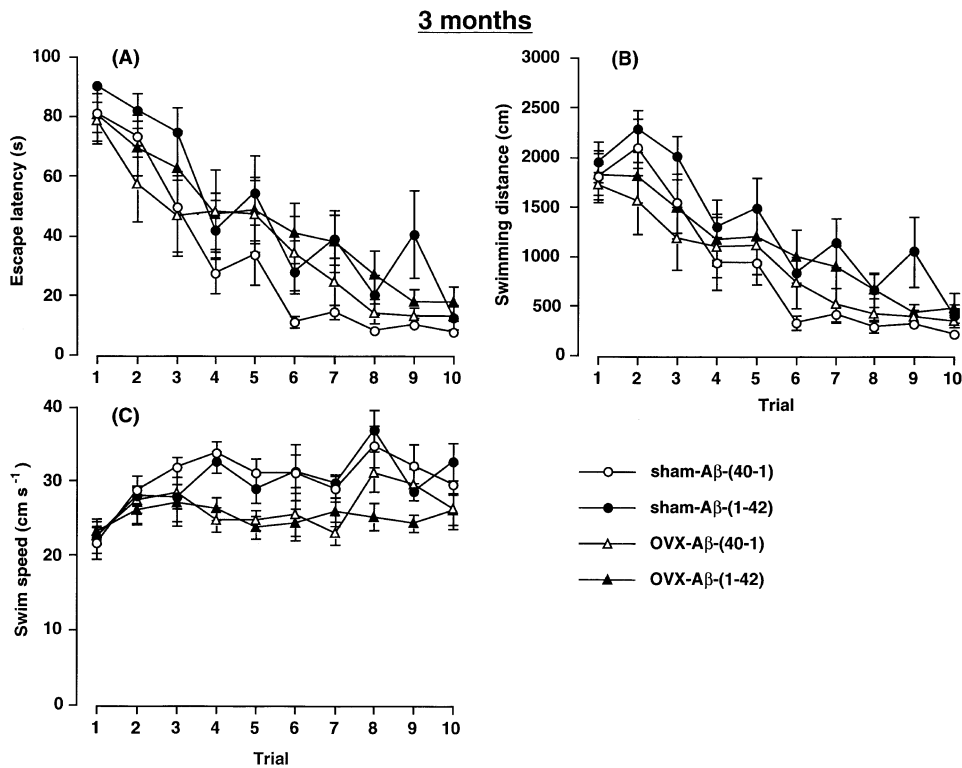 3 months
(A)
Escape latency (s)
100
80
60
40
20
0
1 2 3 4 5 6 7 8 9 10
(B)
Swimming distance (cm)
3000
2500
2000
1500
1000
500
0
1 2 3 4 5 6 7 8 9 10
Trial
(C)
Swim speed (cm s⁻¹)
40
30
20
10
0
1 2 3 4 5 6 7 8 9 10
Trial
sham-Aβ-(40-1)
sham-Aβ-(1-42)
OVX-Aβ-(40-1)
OVX-Aβ-(1-42)